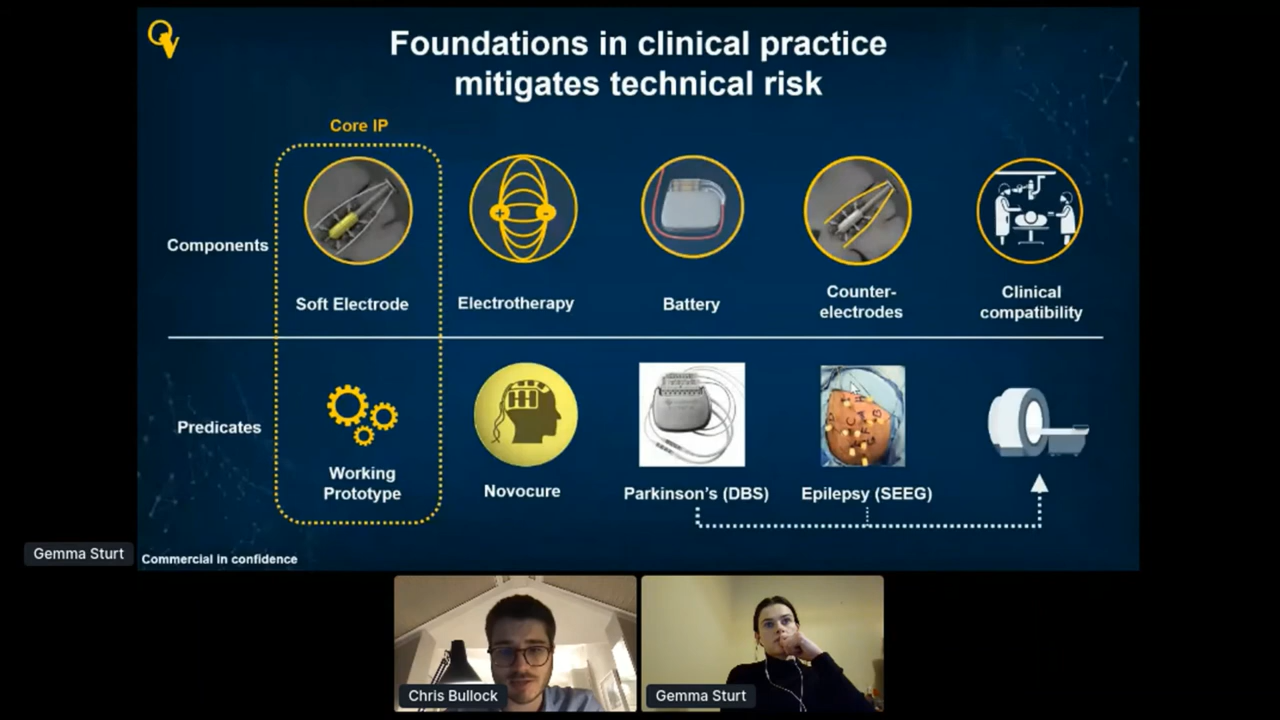 QV
Foundations in clinical practice
mitigates technical risk
Core IP
+ -
Components
Soft Electrode
Electrotherapy
Battery
Counter-
electrodes
Clinical
compatibility
Predicates
Working
Prototype
Novocure
Parkinson's (DBS)
Epilepsy (SEEG)
Gemma Sturt
Commercial in confidence
Chris Bullock
Gemma Sturt